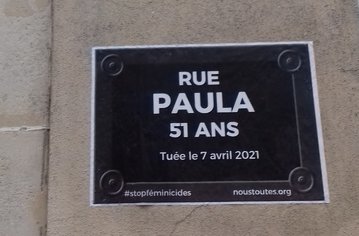 RUE
PAULA
51 ANS
Tuée le 7 avril 2021
#stopféminicides noustoutes.org